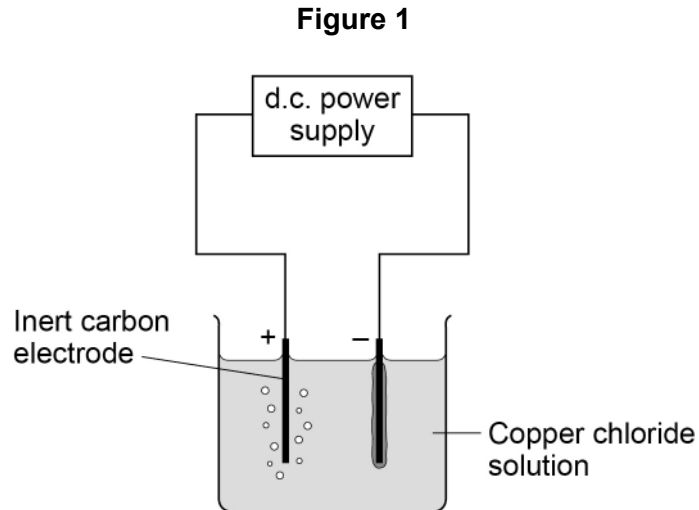 Figure 1
d.c. power
supply
Inert carbon
electrode
+
–
Copper chloride
solution